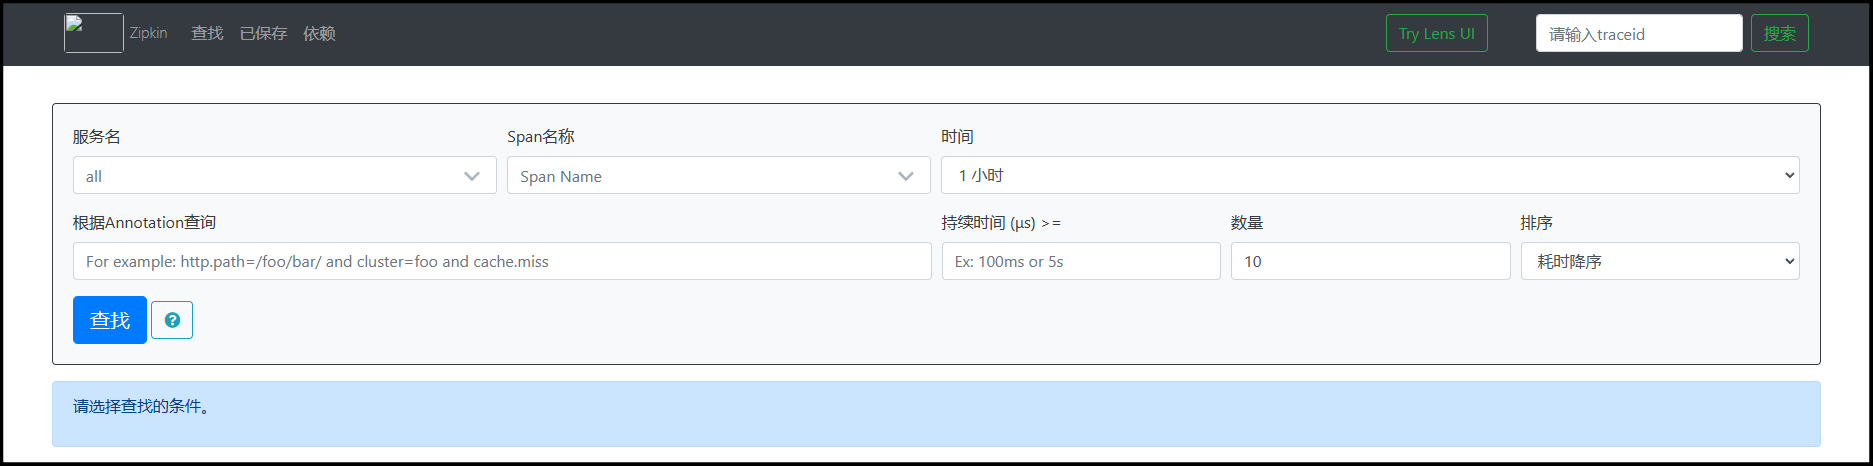 Zipkin 查找 已保存 依赖 Try Lens UI 请输入traceid 搜索
服务名 Span名称 时间
all Span Name 1 小时
根据Annotation查询 持续时间 (μs) >= 数量 排序
For example: http.path=/foo/bar/ and cluster=foo and cache.miss Ex: 100ms or 5s 10 耗时降序
查找 ?
请选择查找的条件。